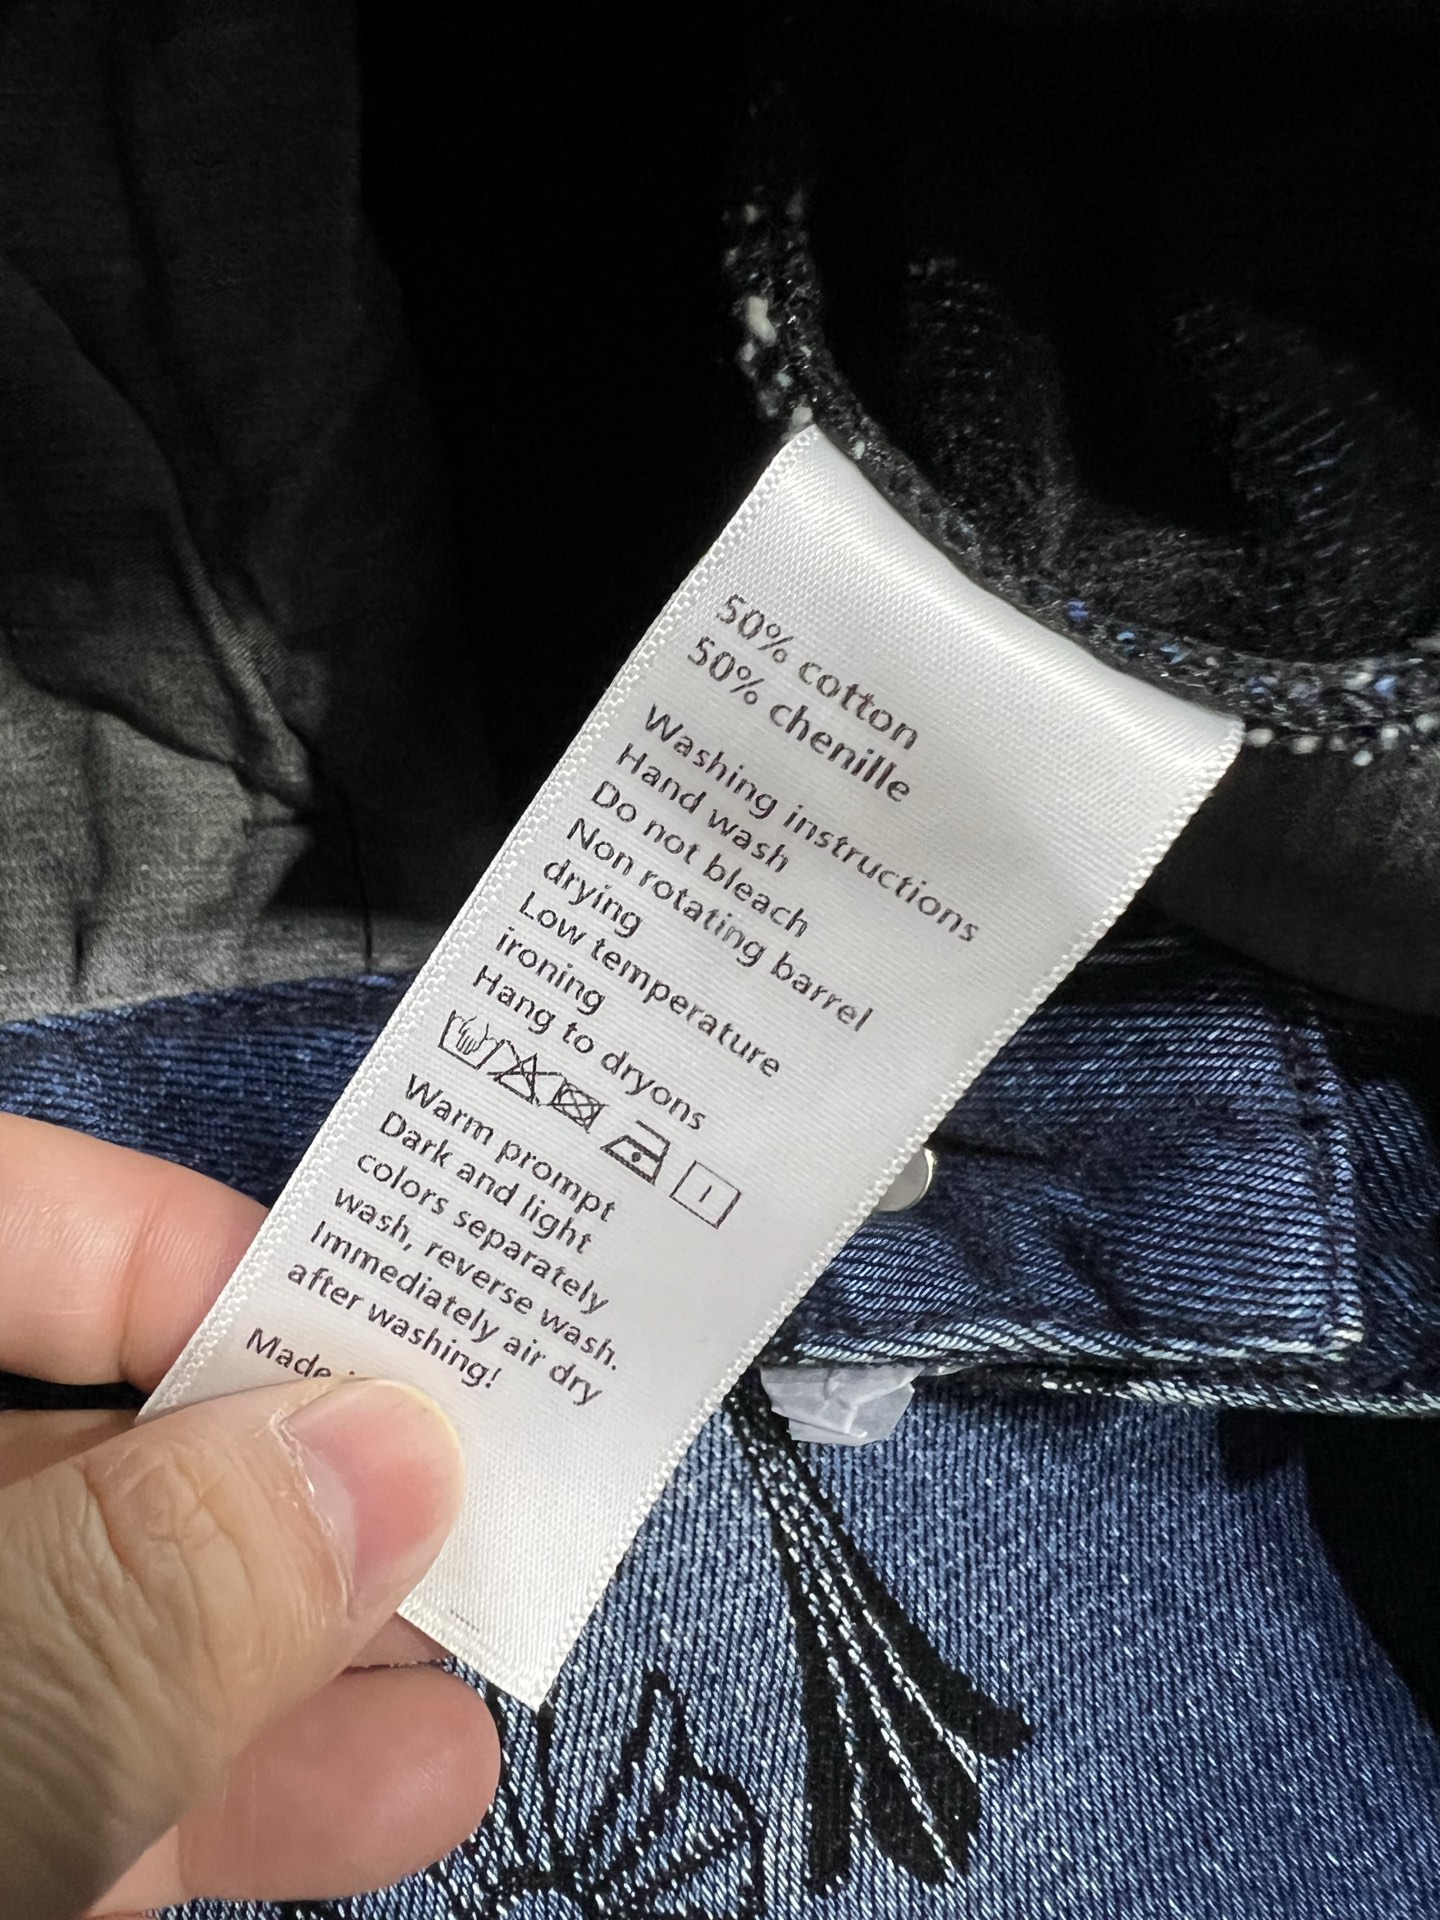 50% cotton
50% chenille
Washing instructions
Hand wash
Do not bleach
Non rotating barrel
drying
Low temperature
ironing
Hang to dryons
Warm prompt
Dark and light
colors separately
wash, reverse wash.
Immediately air dry
after washing!
Made